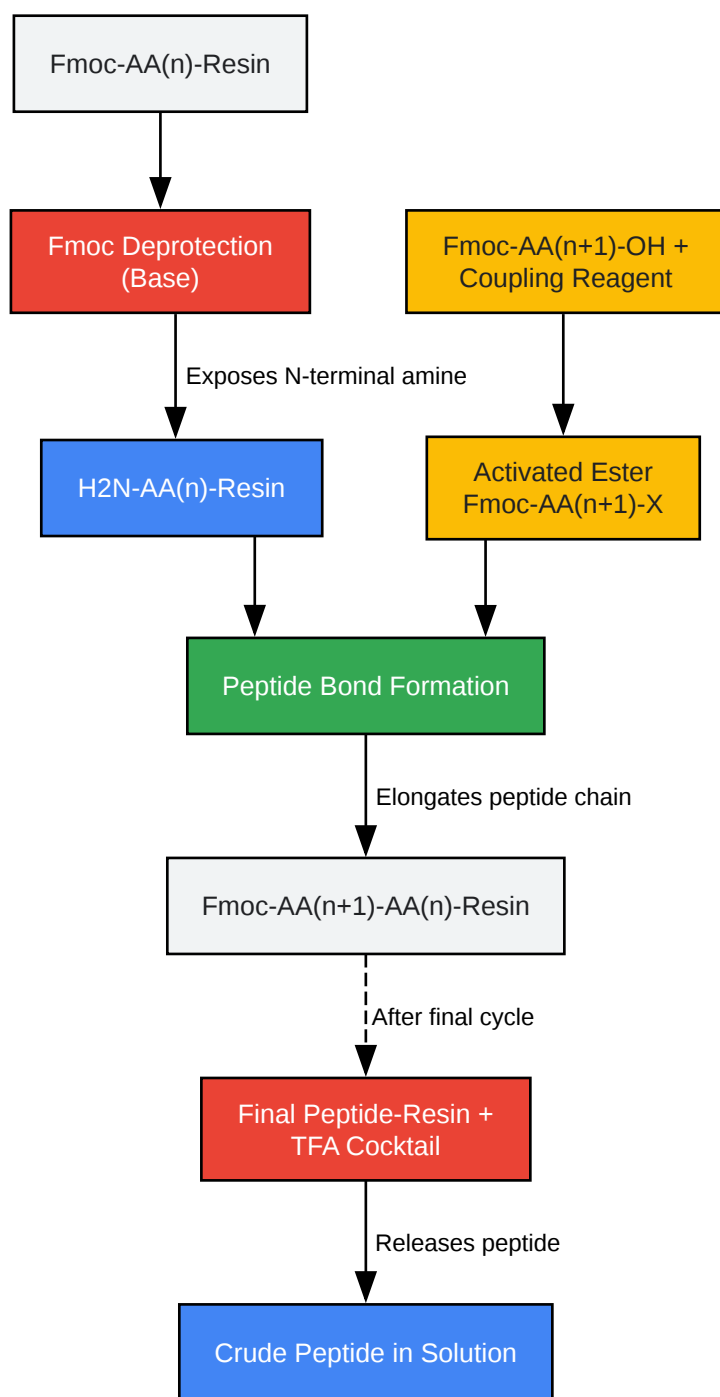 Fmoc-AA(n)-Resin
Fmoc Deprotection
(Base)
Fmoc-AA(n+1)-OH +
Coupling Reagent
Exposes N-terminal amine
H2N-AA(n)-Resin
Activated Ester
Fmoc-AA(n+1)-X
Peptide Bond Formation
Elongates peptide chain
Fmoc-AA(n+1)-AA(n)-Resin
After final cycle
Final Peptide-Resin +
TFA Cocktail
Releases peptide
Crude Peptide in Solution